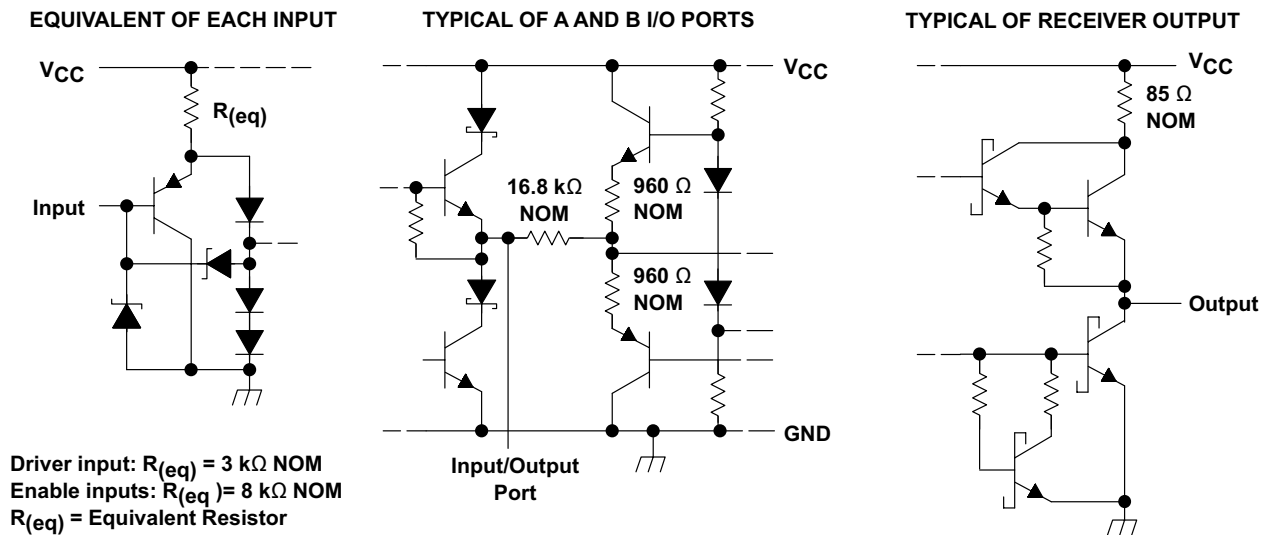 EQUIVALENT OF EACH INPUT
VCC
R(eq)
Input
Driver input: R(eq) = 3 kΩ NOM
Enable inputs: R(eq )= 8 kΩ NOM
R(eq) = Equivalent Resistor
TYPICAL OF A AND B I/O PORTS
VCC
16.8 kΩ
NOM
960 Ω
NOM
960 Ω
NOM
GND
Input/Output
Port
TYPICAL OF RECEIVER OUTPUT
VCC
85 Ω
NOM
Output